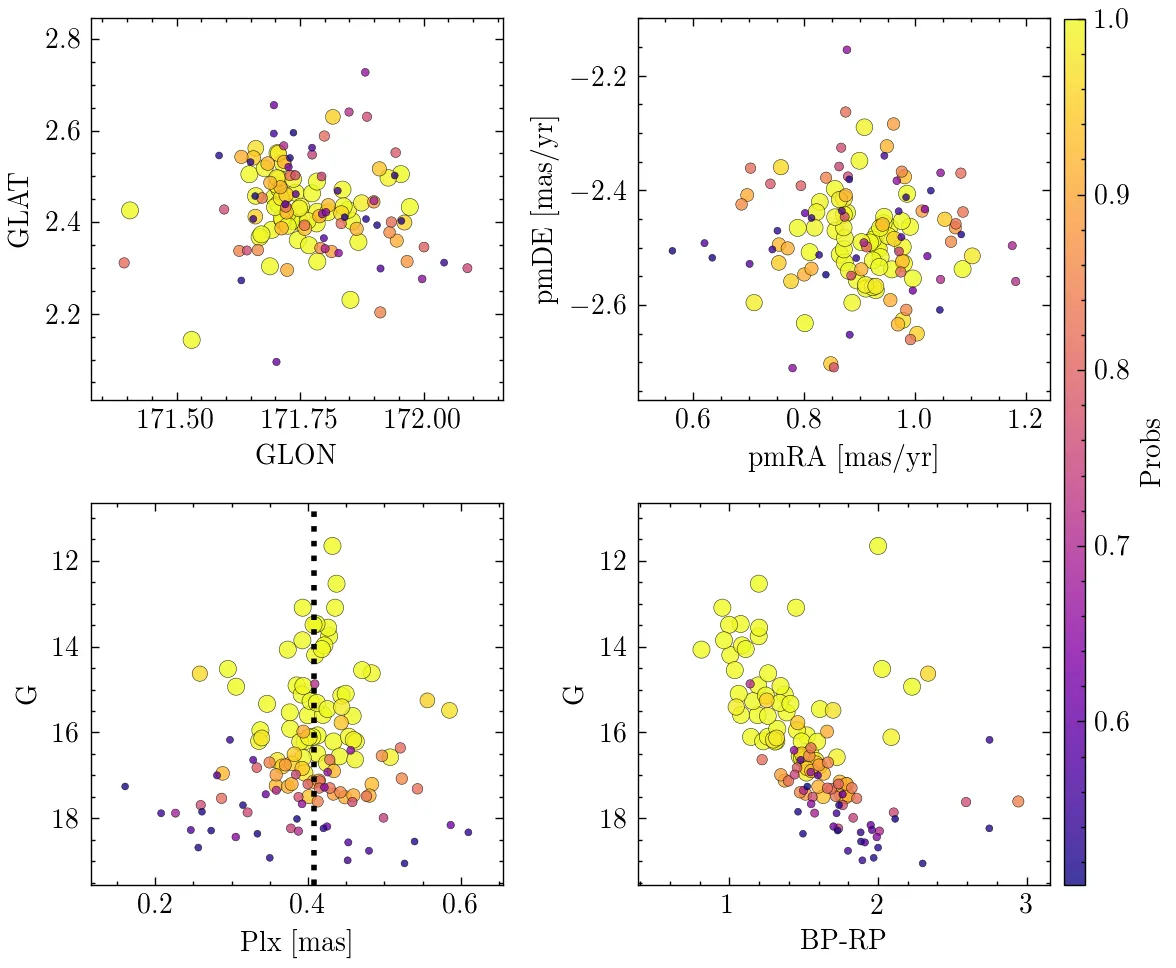 2.8
2.6
2.4
2.2
GLAT
171.50 171.75 172.00
GLON
−2.2
−2.4
−2.6
pmDE [mas/yr]
0.6 0.8 1.0 1.2
pmRA [mas/yr]
12
14
16
18
G
0.2 0.4 0.6
Plx [mas]
12
14
16
18
G
1 2 3
BP-RP
1.0
0.9
0.8
0.7
0.6
Probs